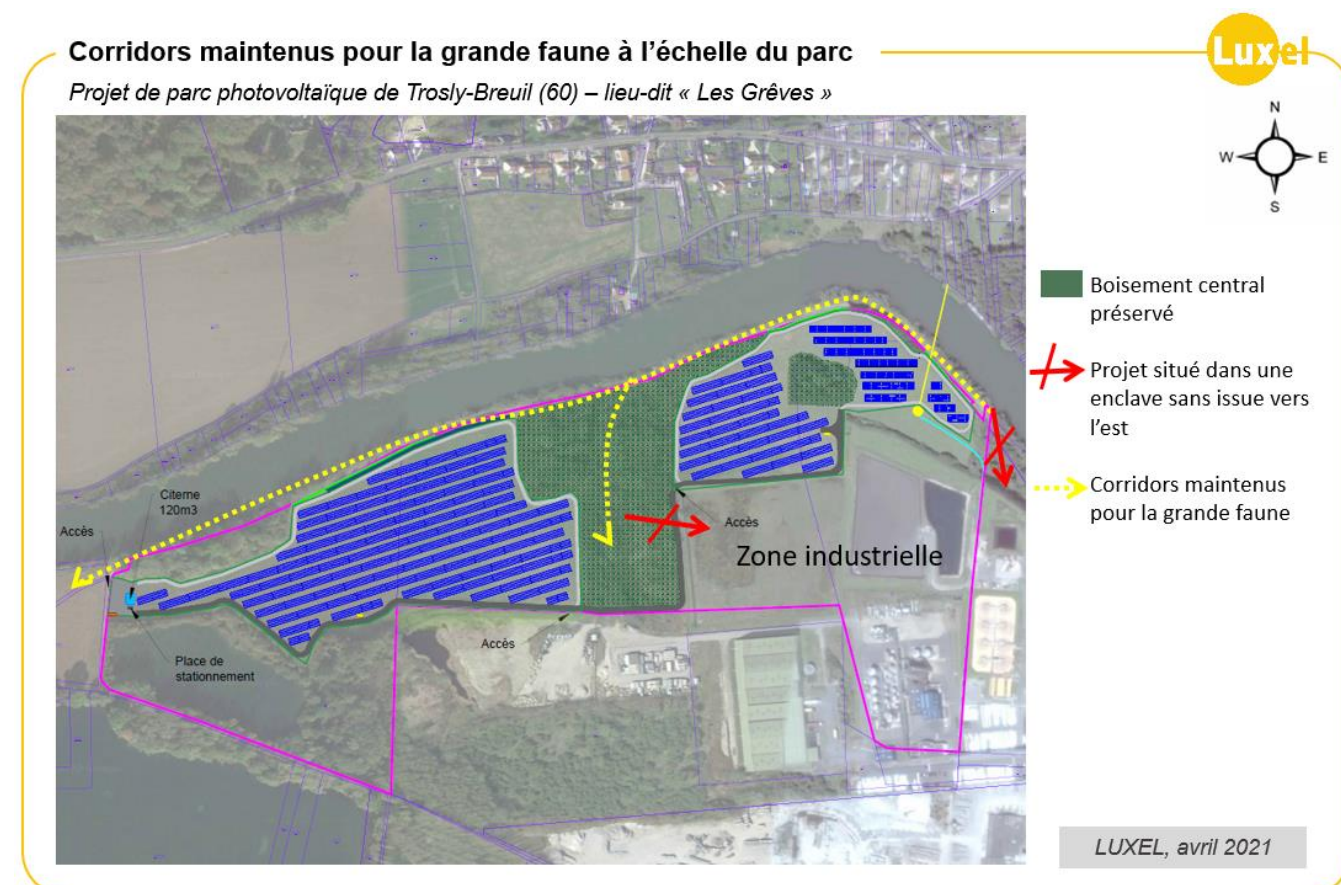 Corridors maintenus pour la grande faune à l'échelle du parc
Luxel
Projet de parc photovoltaïque de Trosly-Breuil (60) – lieu-dit « Les Grêves »
N
W
E
S
Boisement central
préservé
Projet situé dans une
enclave sans issue vers
l'est
Corridors maintenus
pour la grande faune
Citerne
120m3
Accès
Accès
Zone industrielle
Accès
Place de
stationnement
LUXEL, avril 2021